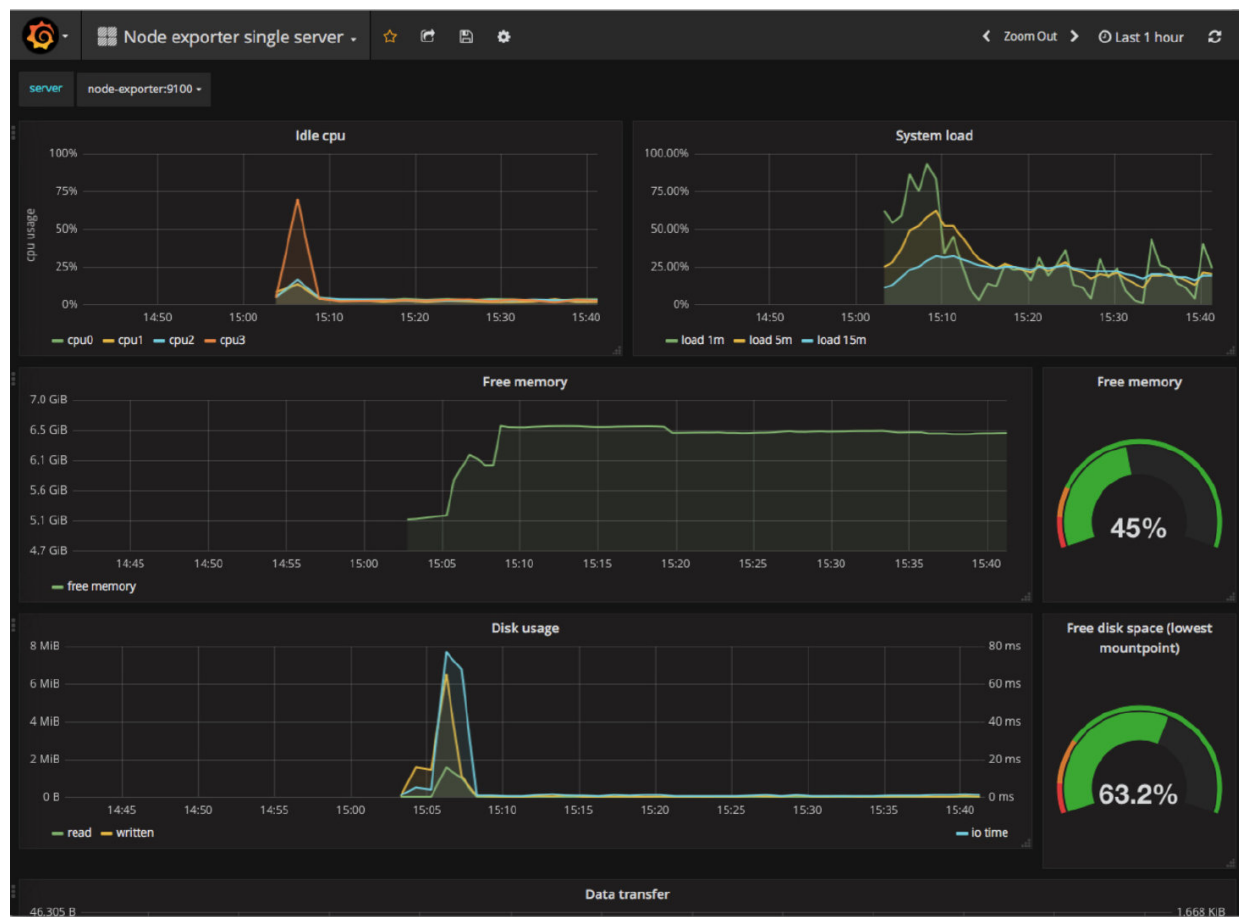 Node exporter single server
Zoom Out
Last 1 hour
server
node-exporter:9100
Idle cpu
cpu usage
100%
75%
50%
25%
0%
14:50 15:00 15:10 15:20 15:30 15:40
cpu0 cpu1 cpu2 cpu3
System load
100.00%
75.00%
50.00%
25.00%
0%
14:50 15:00 15:10 15:20 15:30 15:40
load 1m load 5m load 15m
Free memory
7.0 GiB
6.5 GiB
6.1 GiB
5.6 GiB
5.1 GiB
4.7 GiB
14:45 14:50 14:55 15:00 15:05 15:10 15:15 15:20 15:25 15:30 15:35 15:40
free memory
Free memory
45%
Disk usage
8 MiB
6 MiB
4 MiB
2 MiB
0 B
80 ms
60 ms
40 ms
20 ms
0 ms
14:45 14:50 14:55 15:00 15:05 15:10 15:15 15:20 15:25 15:30 15:35 15:40
read written
io time
Free disk space (lowest
mountpoint)
63.2%
Data transfer
46.305 B
1.668 KiB